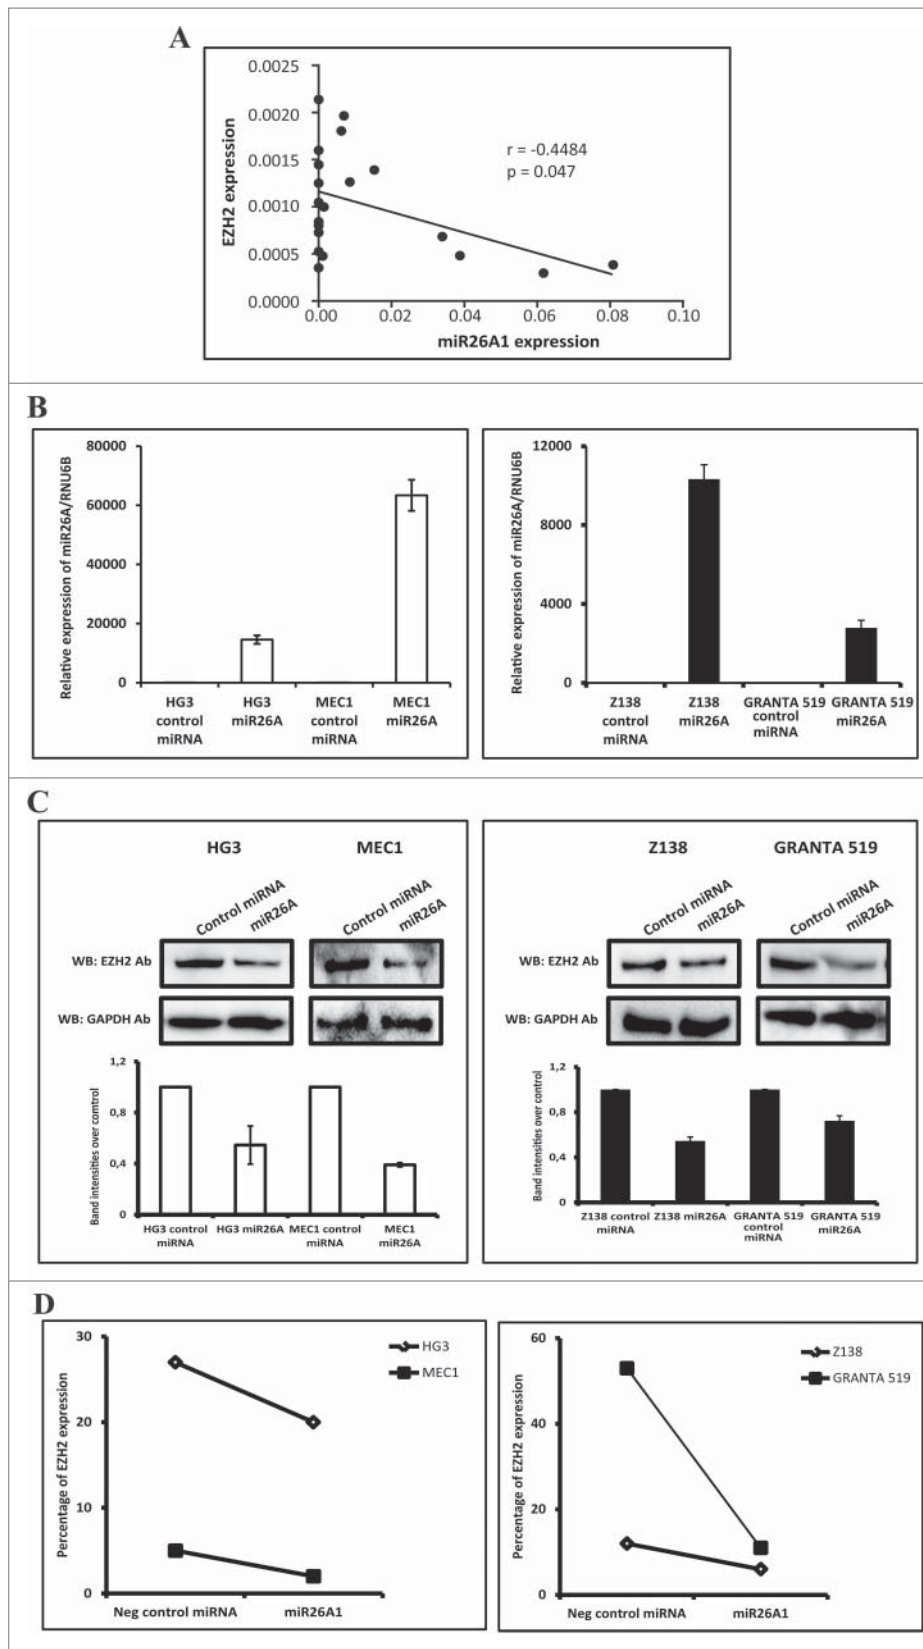 A
EZH2 expression
0.0025
0.0020
0.0015
0.0010
0.0005
0.0000
r = -0.4484
p = 0.047
0.00 0.02 0.04 0.06 0.08 0.10
miR26A1 expression
B
Relative expression of miR26A/RNU6B
80000
60000
40000
20000
0
HG3 control miRNA
HG3 miR26A
MEC1 control miRNA
MEC1 miR26A
Relative expression of miR26A/RNU6B
12000
8000
4000
0
Z138 control miRNA
Z138 miR26A
GRANTA 519 control miRNA
GRANTA 519 miR26A
C
HG3 MEC1
Control miRNA
miR26A
Control miRNA
miR26A
WB: EZH2 Ab
WB: GAPDH Ab
Band intensities over comtrol
1,2
0,8
0,4
0
HG3 control miRNA
HG3 miR26A
MEC1 control miRNA
MEC1 miR26A
Z138 GRANTA 519
Control miRNA
miR26A
Control miRNA
miR26A
WB: EZH2 Ab
WB: GAPDH Ab
Band intensities over control
1,2
0,8
0,4
0
Z138 control miRNA
Z138 miR26A
GRANTA 519 control miRNA
GRANTA 519 miR26A
D
Percentage of EZH2 expression
30
20
10
0
HG3
MEC1
Neg control miRNA miR26A1
Percentage of EZH2 expression
60
40
20
0
Z138
GRANTA 519
Neg control miRNA miR26A1